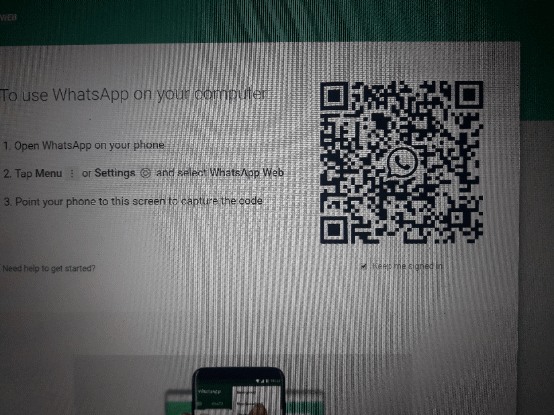 WEB
To use WhatsApp on your computer:
1. Open WhatsApp on your phone
2. Tap Menu or Settings and select WhatsApp Web
3. Point your phone to this screen to capture the code
Need help to get started?
Keep me signed in
WhatsApp